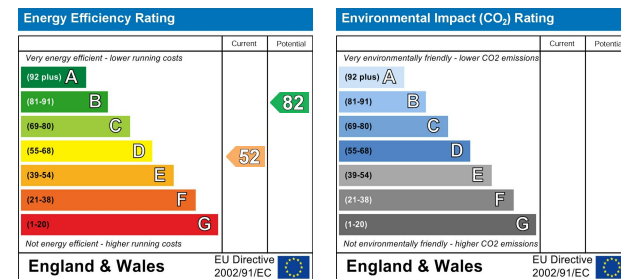 Energy Efficiency Rating
Current Potential
Very energy efficient - lower running costs
(92 plus) A
(81-91) B
82
(69-80) C
(55-68) D
52
(39-54) E
(21-38) F
(1-20) G
Not energy efficient - higher running costs
England & Wales
EU Directive
2002/91/EC
Environmental Impact (CO₂) Rating
Current Potential
Very environmentally friendly - lower CO2 emissions
(92 plus) A
(81-91) B
(69-80) C
(55-68) D
(39-54) E
(21-38) F
(1-20) G
Not environmentally friendly - higher CO2 emissions
England & Wales
EU Directive
2002/91/EC